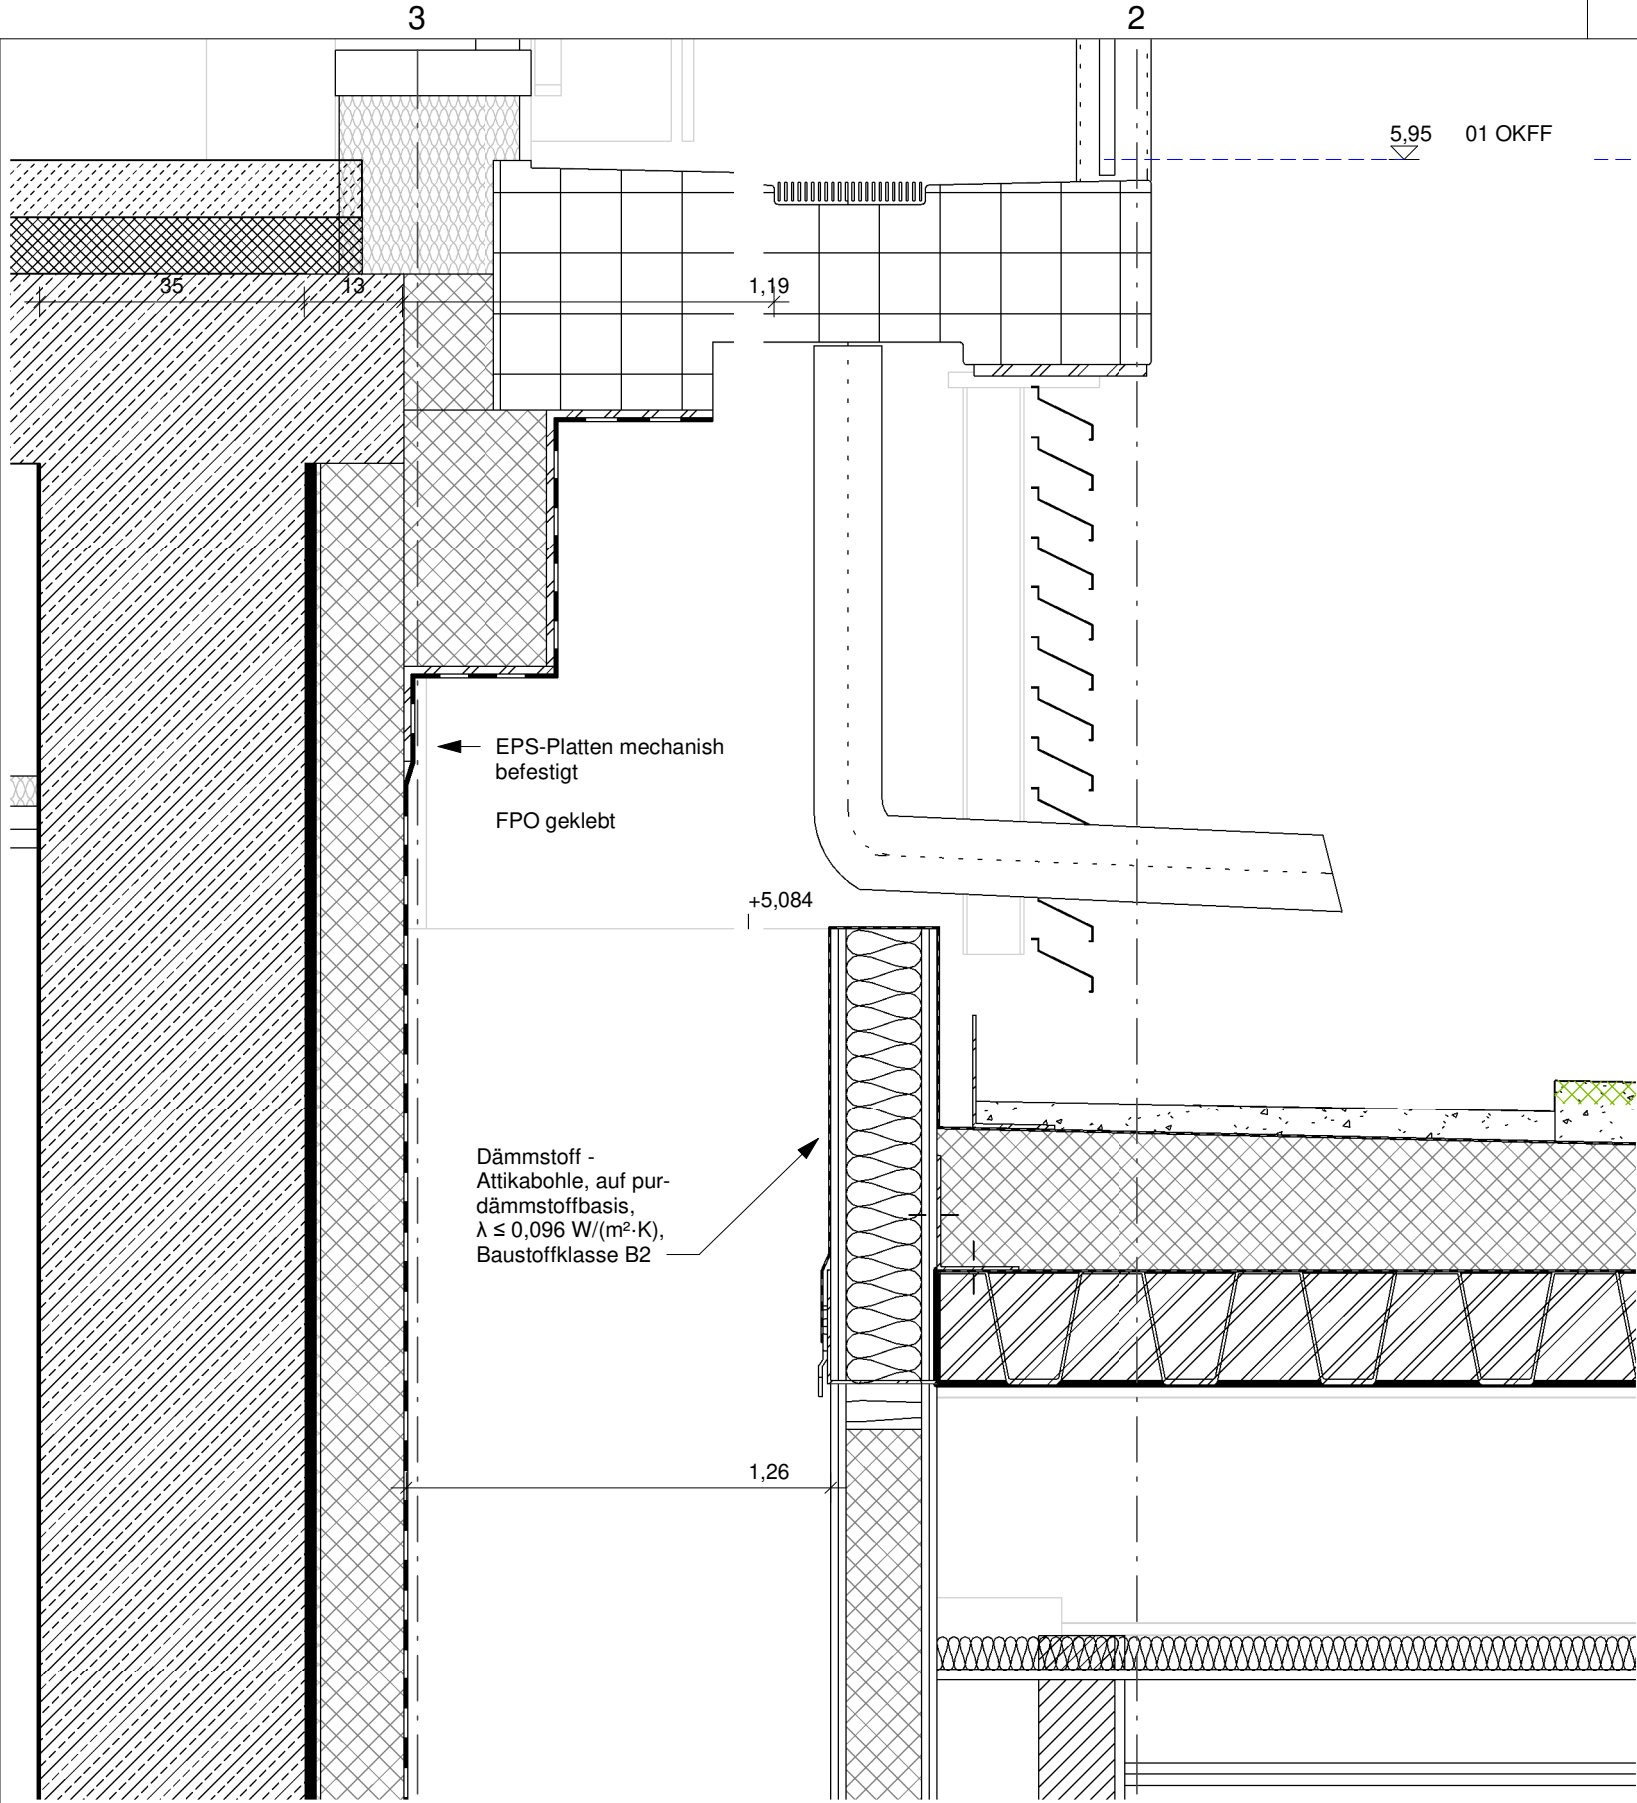 3
2
5,95 01 OKFF
35
13
1,19
EPS-Platten mechanish
befestigt
FPO geklebt
+5,084
Dämmstoff -
Attikabohle, auf pur-
dämmstoffbasis,
λ ≤ 0,096 W/(m²·K),
Baustoffklasse B2
1,26